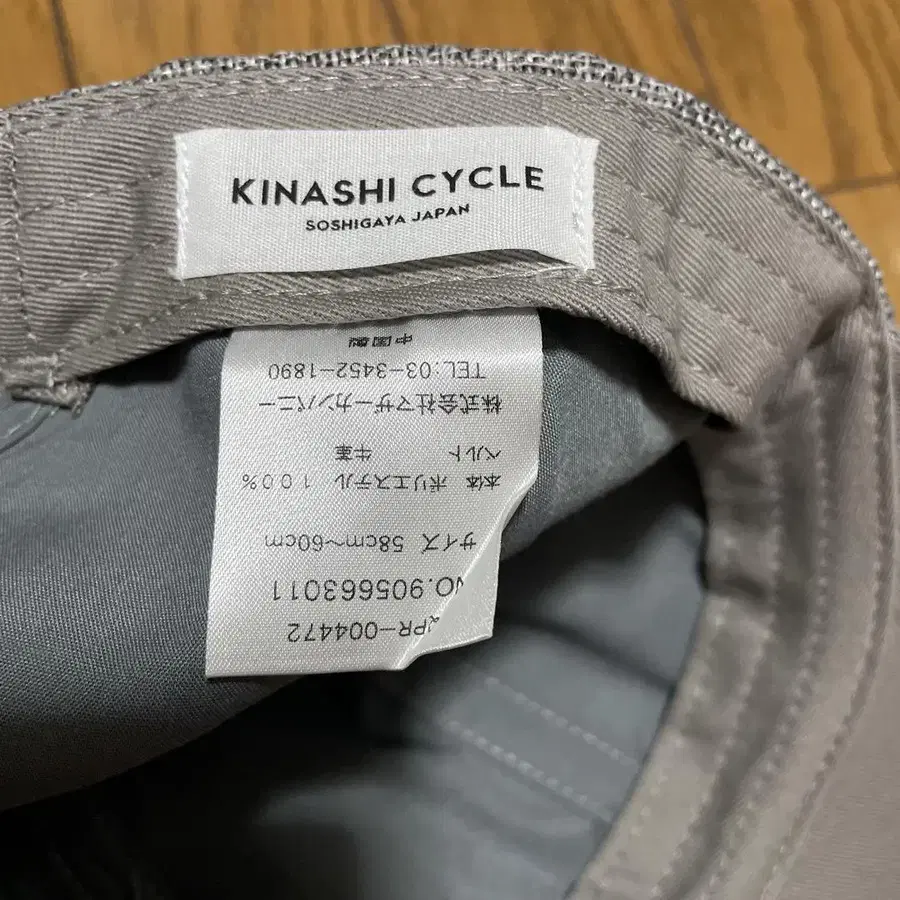 KINASHI CYCLE
SOSHIGAYA JAPAN
PR-004472
NO.905663011
サイズ 58cm～60cm
本体 ポリエステル 100%
ベルト 牛革
株式会社マザーカンパニー
TEL:03-3452-1890
中国製